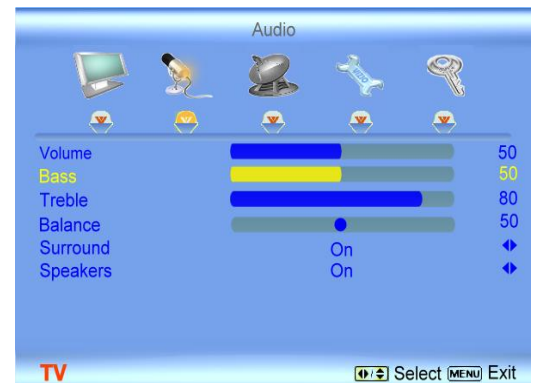 Audio
Volume 50
Bass 50
Treble 80
Balance 50
Surround On
Speakers On
TV Select MENU Exit